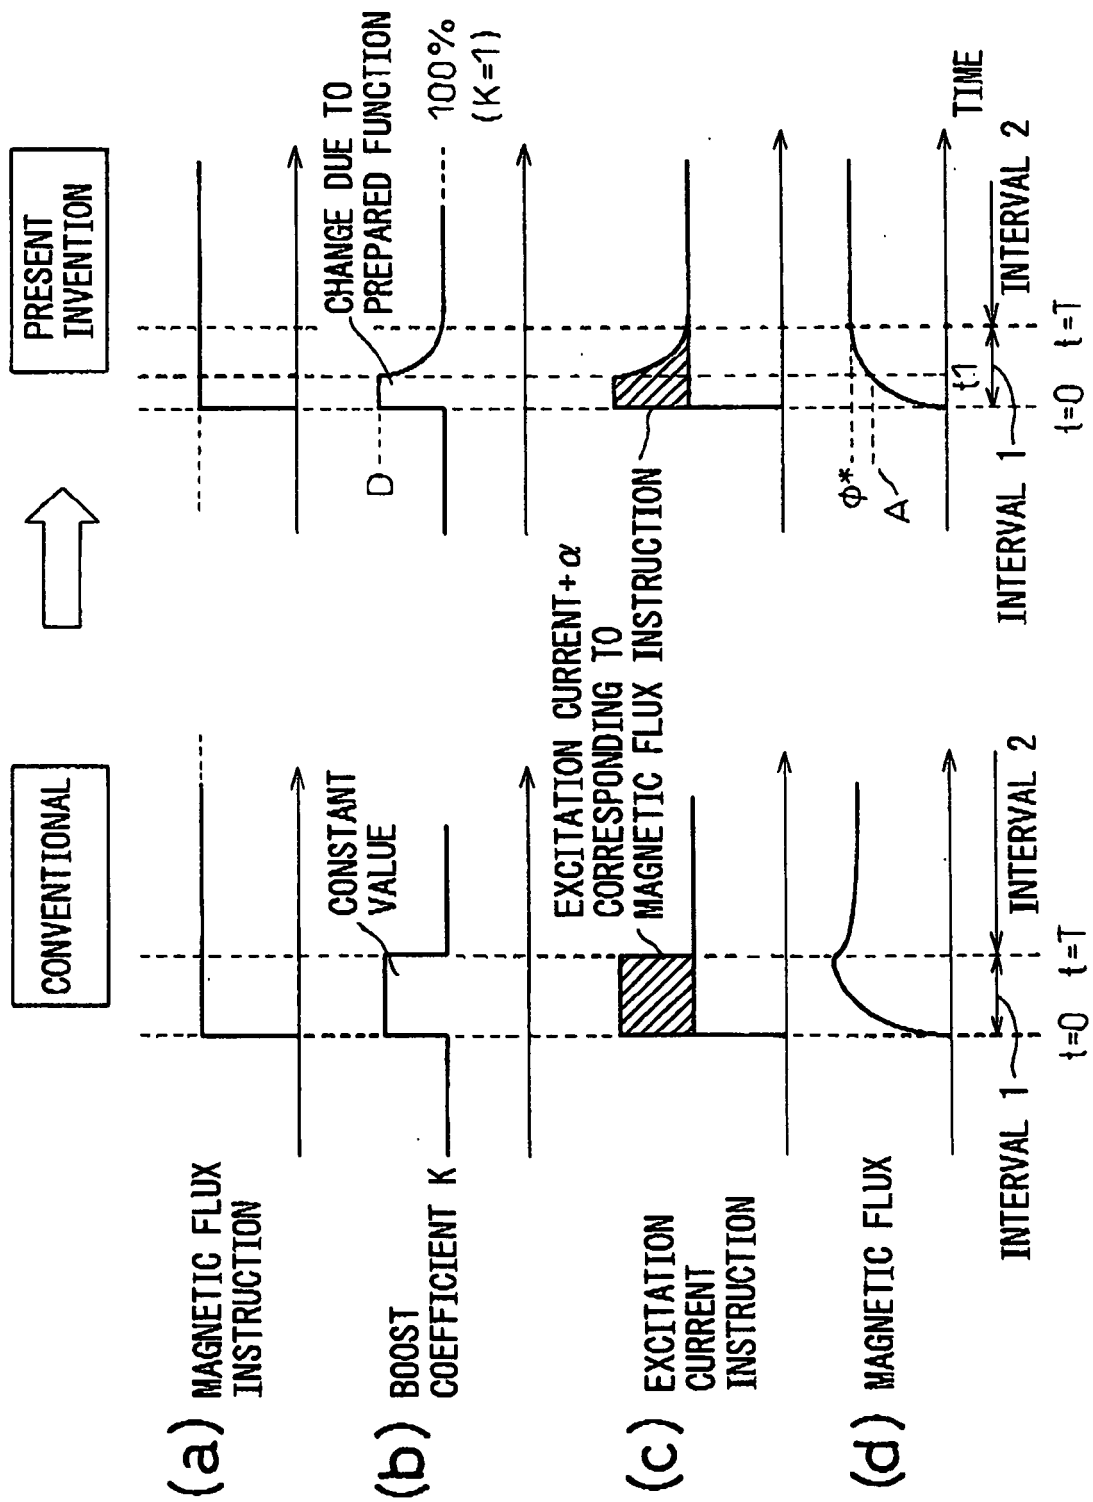 CONVENTIONAL
PRESENT
INVENTION
(a) MAGNETIC FLUX
INSTRUCTION
(b) BOOST
COEFFICIENT K
CONSTANT
VALUE
D
CHANGE DUE TO
PREPARED FUNCTION
100%
(K=1)
(c) EXCITATION
CURRENT
INSTRUCTION
EXCITATION CURRENT+α
CORRESPONDING TO
MAGNETIC FLUX INSTRUCTION
(d) MAGNETIC FLUX
Φ*
A
t1
TIME
INTERVAL 1
INTERVAL 2
INTERVAL 1
INTERVAL 2
t=0
t=T
t=0
t=T